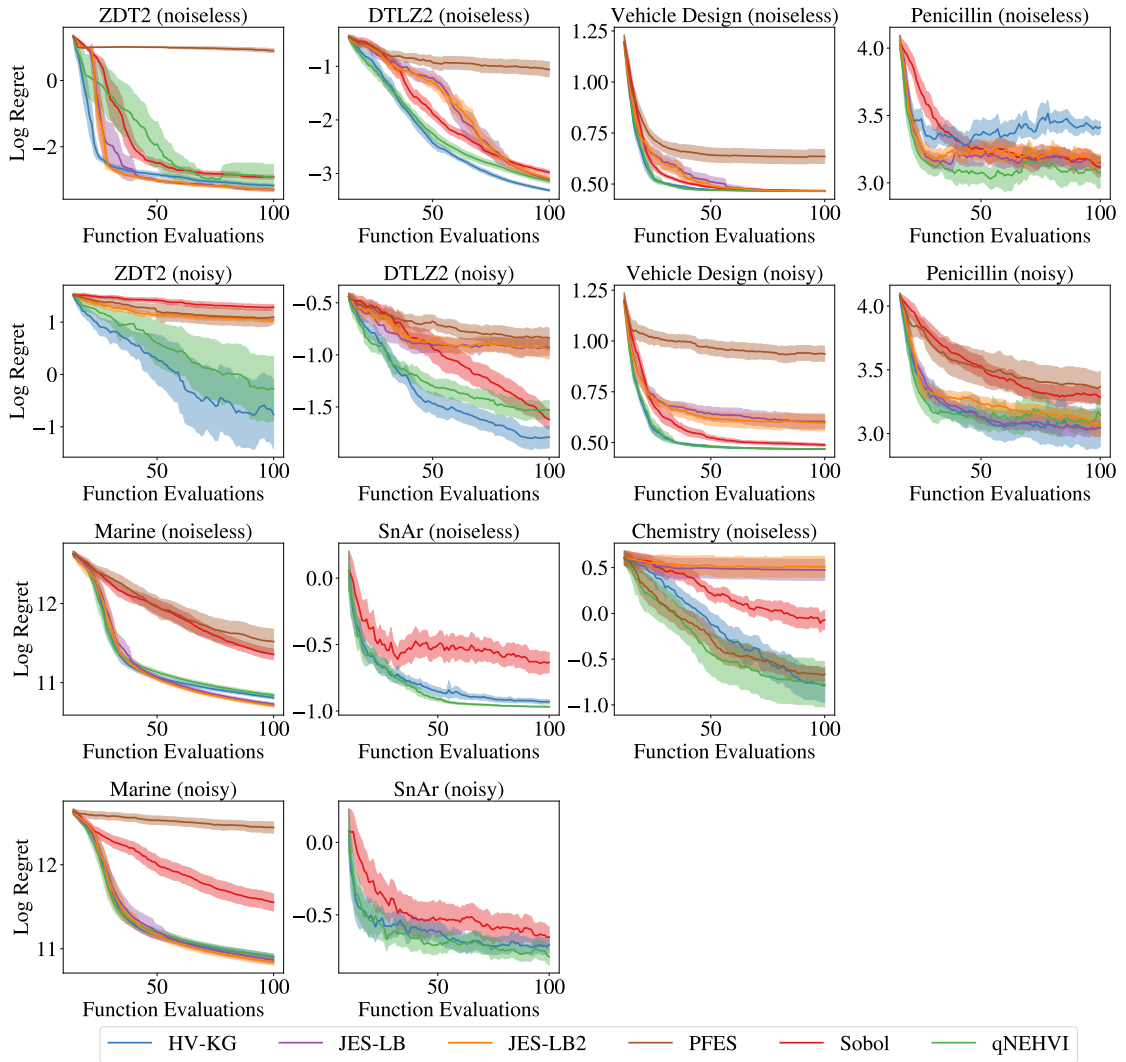 ZDT2 (noiseless) DTLZ2 (noiseless) Vehicle Design (noiseless) Penicillin (noiseless)
Log Regret
0
−2
−1
−2
−3
1.25
1.00
0.75
0.50
4.0
3.5
3.0
50 100 50 100 50 100 50 100
Function Evaluations Function Evaluations Function Evaluations Function Evaluations
ZDT2 (noisy) DTLZ2 (noisy) Vehicle Design (noisy) Penicillin (noisy)
Log Regret
1
0
−1
−0.5
−1.0
−1.5
1.25
1.00
0.75
0.50
4.0
3.5
3.0
50 100 50 100 50 100 50 100
Function Evaluations Function Evaluations Function Evaluations Function Evaluations
Marine (noiseless) SnAr (noiseless) Chemistry (noiseless)
Log Regret
12
11
0.0
−0.5
−1.0
0.5
0.0
−0.5
−1.0
50 100 50 100 50 100
Function Evaluations Function Evaluations Function Evaluations
Marine (noisy) SnAr (noisy)
Log Regret
12
11
0.0
−0.5
50 100 50 100
Function Evaluations Function Evaluations
HV-KG JES-LB JES-LB2 PFES Sobol qNEHVI